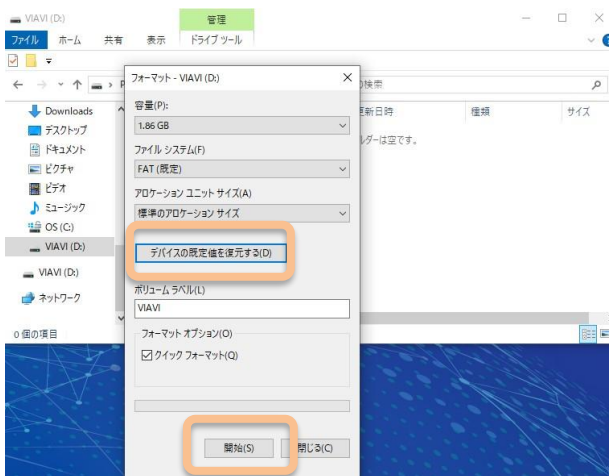 VIAVI (D:)
管理
ファイル ホーム 共有 表示 ドライブ ツール
フォーマット - VIAVI (D:)
容量(P):
1.86 GB
ファイル システム(F)
FAT (既定)
アロケーション ユニット サイズ(A)
標準のアロケーション サイズ
デバイスの既定値を復元する(D)
ボリューム ラベル(L)
VIAVI
フォーマット オプション(O)
クイック フォーマット(Q)
開始(S)
閉じる(C)
の検索
更新日時 種類 サイズ
ルダーは空です。
Downloads
デスクトップ
ドキュメント
ピクチャ
ビデオ
ミュージック
OS (C:)
VIAVI (D:)
VIAVI (D:)
ネットワーク
0 個の項目